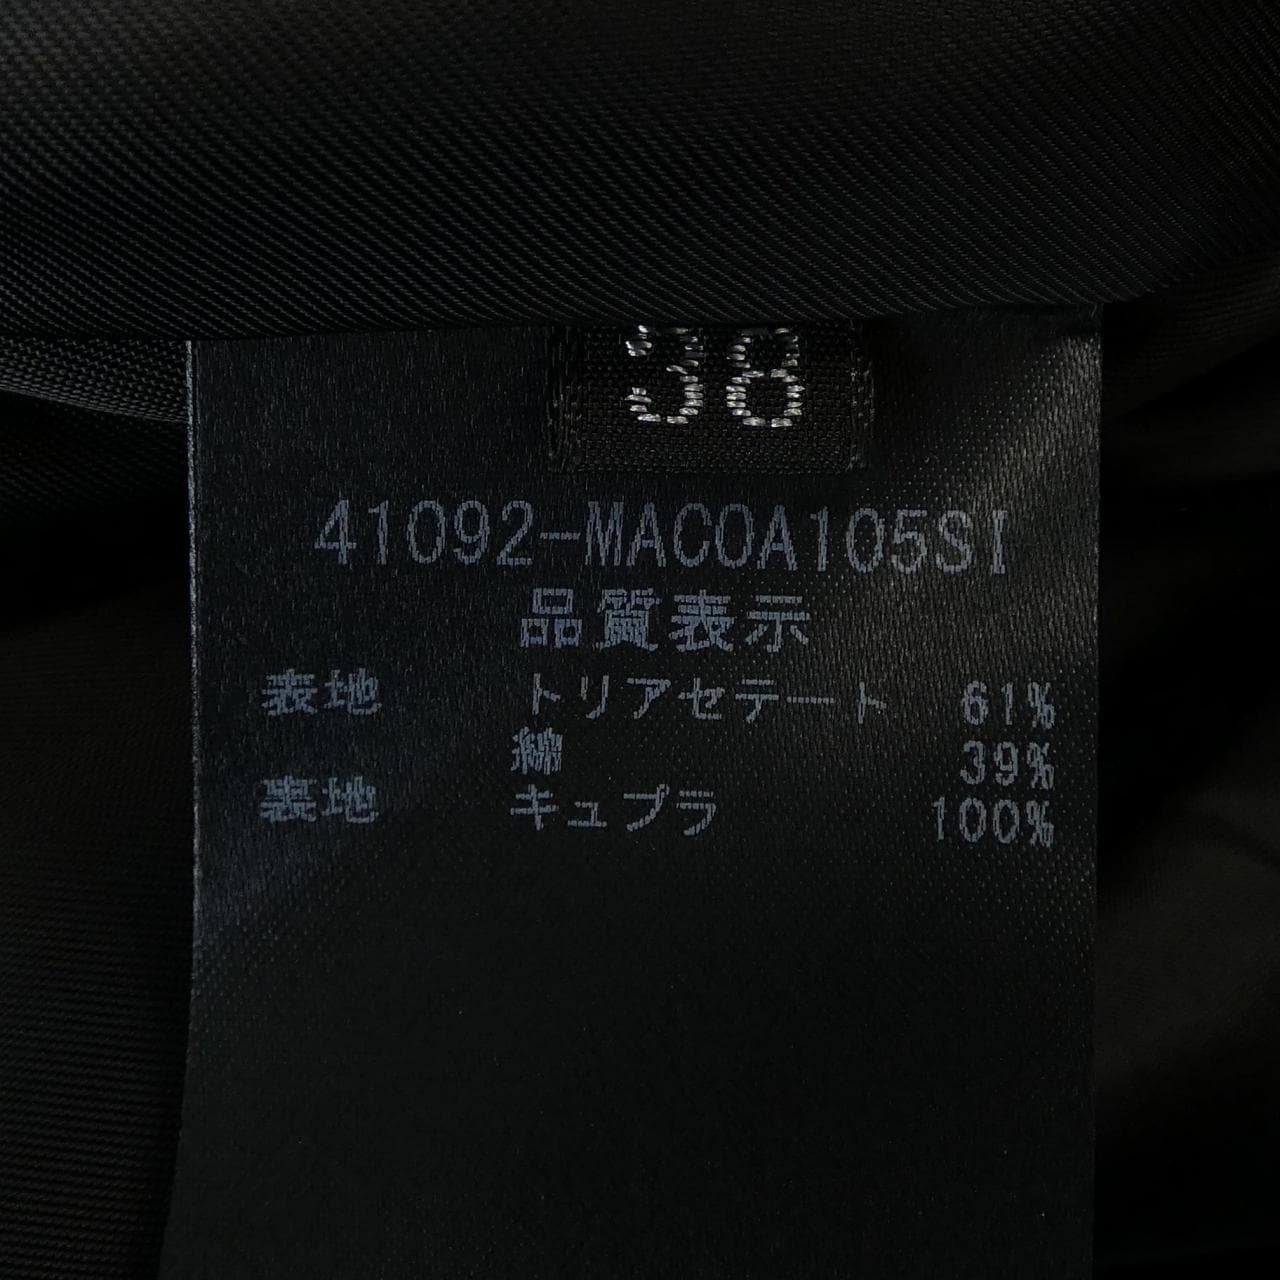 38
41092-MACOA105SI
品質表示
表地 トリアセテート 61%
綿 39%
裏地 キュプラ 100%